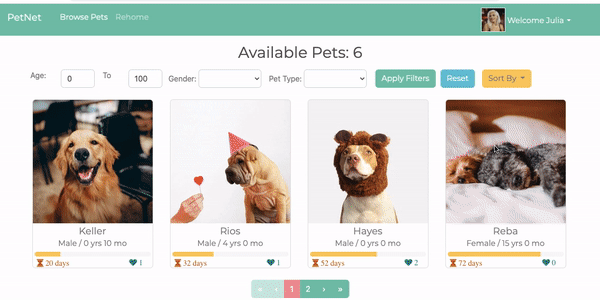 PetNet Browse Pets Rehome Welcome Julia
Available Pets: 6
Age: 0 To 100 Gender: Pet Type: Apply Filters Reset Sort By
Keller Rios Hayes Reba
Male / 0 yrs 10 mo Male / 4 yrs 0 mo Male / 0 yrs 0 mo Female / 15 yrs 0 mo
20 days 1 32 days 1 52 days 2 72 days 0
« ‹ 1 2 › »